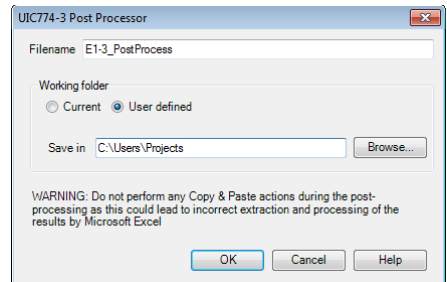 UIC774-3 Post Processor
Filename E1-3_PostProcess
Working folder
Current User defined
Save in C:\Users\Projects Browse...
WARNING: Do not perform any Copy & Paste actions during the post-
processing as this could lead to incorrect extraction and processing of the
results by Microsoft Excel
OK Cancel Help